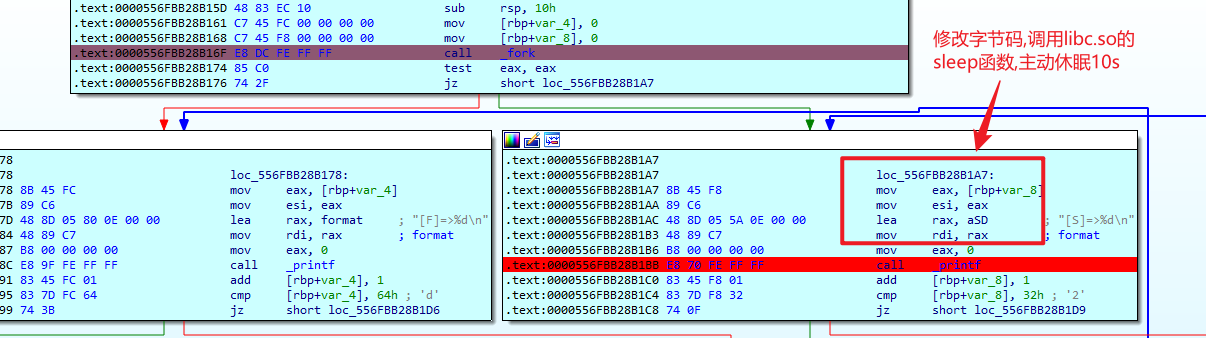 .text:0000556FBB28B15D 48 83 EC 10 sub rsp, 10h
.text:0000556FBB28B161 C7 45 FC 00 00 00 00 mov [rbp+var_4], 0
.text:0000556FBB28B168 C7 45 F8 00 00 00 00 mov [rbp+var_8], 0
.text:0000556FBB28B16F E8 DC FE FF FF call _fork
.text:0000556FBB28B174 85 C0 test eax, eax
.text:0000556FBB28B176 74 2F jz short loc_556FBB28B1A7
修改字节码,调用libc.so的
sleep函数,主动休眠10s
78
78 loc_556FBB28B178:
78 8B 45 FC mov eax, [rbp+var_4]
7B 89 C6 mov esi, eax
7D 48 8D 05 80 0E 00 00 lea rax, format ; "[F]=>%d\n"
84 48 89 C7 mov rdi, rax ; format
87 B8 00 00 00 00 mov eax, 0
8C E8 9F FE FF FF call _printf
91 83 45 FC 01 add [rbp+var_4], 1
95 83 7D FC 64 cmp [rbp+var_4], 64h ; 'd'
99 74 3B jz short loc_556FBB28B1D6
.text:0000556FBB28B1A7
.text:0000556FBB28B1A7 loc_556FBB28B1A7:
.text:0000556FBB28B1A7 8B 45 F8 mov eax, [rbp+var_8]
.text:0000556FBB28B1AA 89 C6 mov esi, eax
.text:0000556FBB28B1AC 48 8D 05 5A 0E 00 00 lea rax, aSD ; "[S]=>%d\n"
.text:0000556FBB28B1B3 48 89 C7 mov rdi, rax ; format
.text:0000556FBB28B1B6 B8 00 00 00 00 mov eax, 0
.text:0000556FBB28B1BB E8 70 FE FF FF call _printf
.text:0000556FBB28B1C0 83 45 F8 01 add [rbp+var_8], 1
.text:0000556FBB28B1C4 83 7D F8 32 cmp [rbp+var_8], 32h ; '2'
.text:0000556FBB28B1C8 74 0F jz short loc_556FBB28B1D9